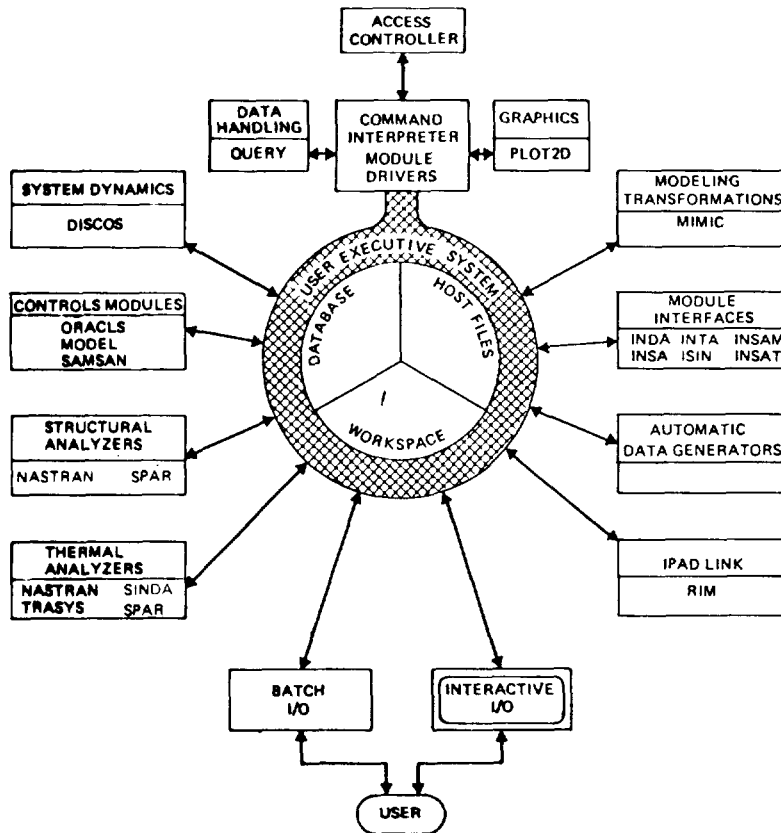 ACCESS
CONTROLLER
DATA
HANDLING
QUERY
COMMAND
INTERPRETER
MODULE
DRIVERS
GRAPHICS
PLOT2D
SYSTEM DYNAMICS
DISCOS
MODELING
TRANSFORMATIONS
MIMIC
USER EXECUTIVE SYSTEM
DATABASE
HOST FILES
WORKSPACE
CONTROLS MODULES
ORACLS
MODEL
SAMSAN
MODULE
INTERFACES
INDA INTA INSAM
INSA ISIN INSAT
STRUCTURAL
ANALYZERS
NASTRAN SPAR
AUTOMATIC
DATA GENERATORS
THERMAL
ANALYZERS
NASTRAN SINDA
TRASYS SPAR
IPAD LINK
RIM
BATCH
I/O
INTERACTIVE
I/O
USER